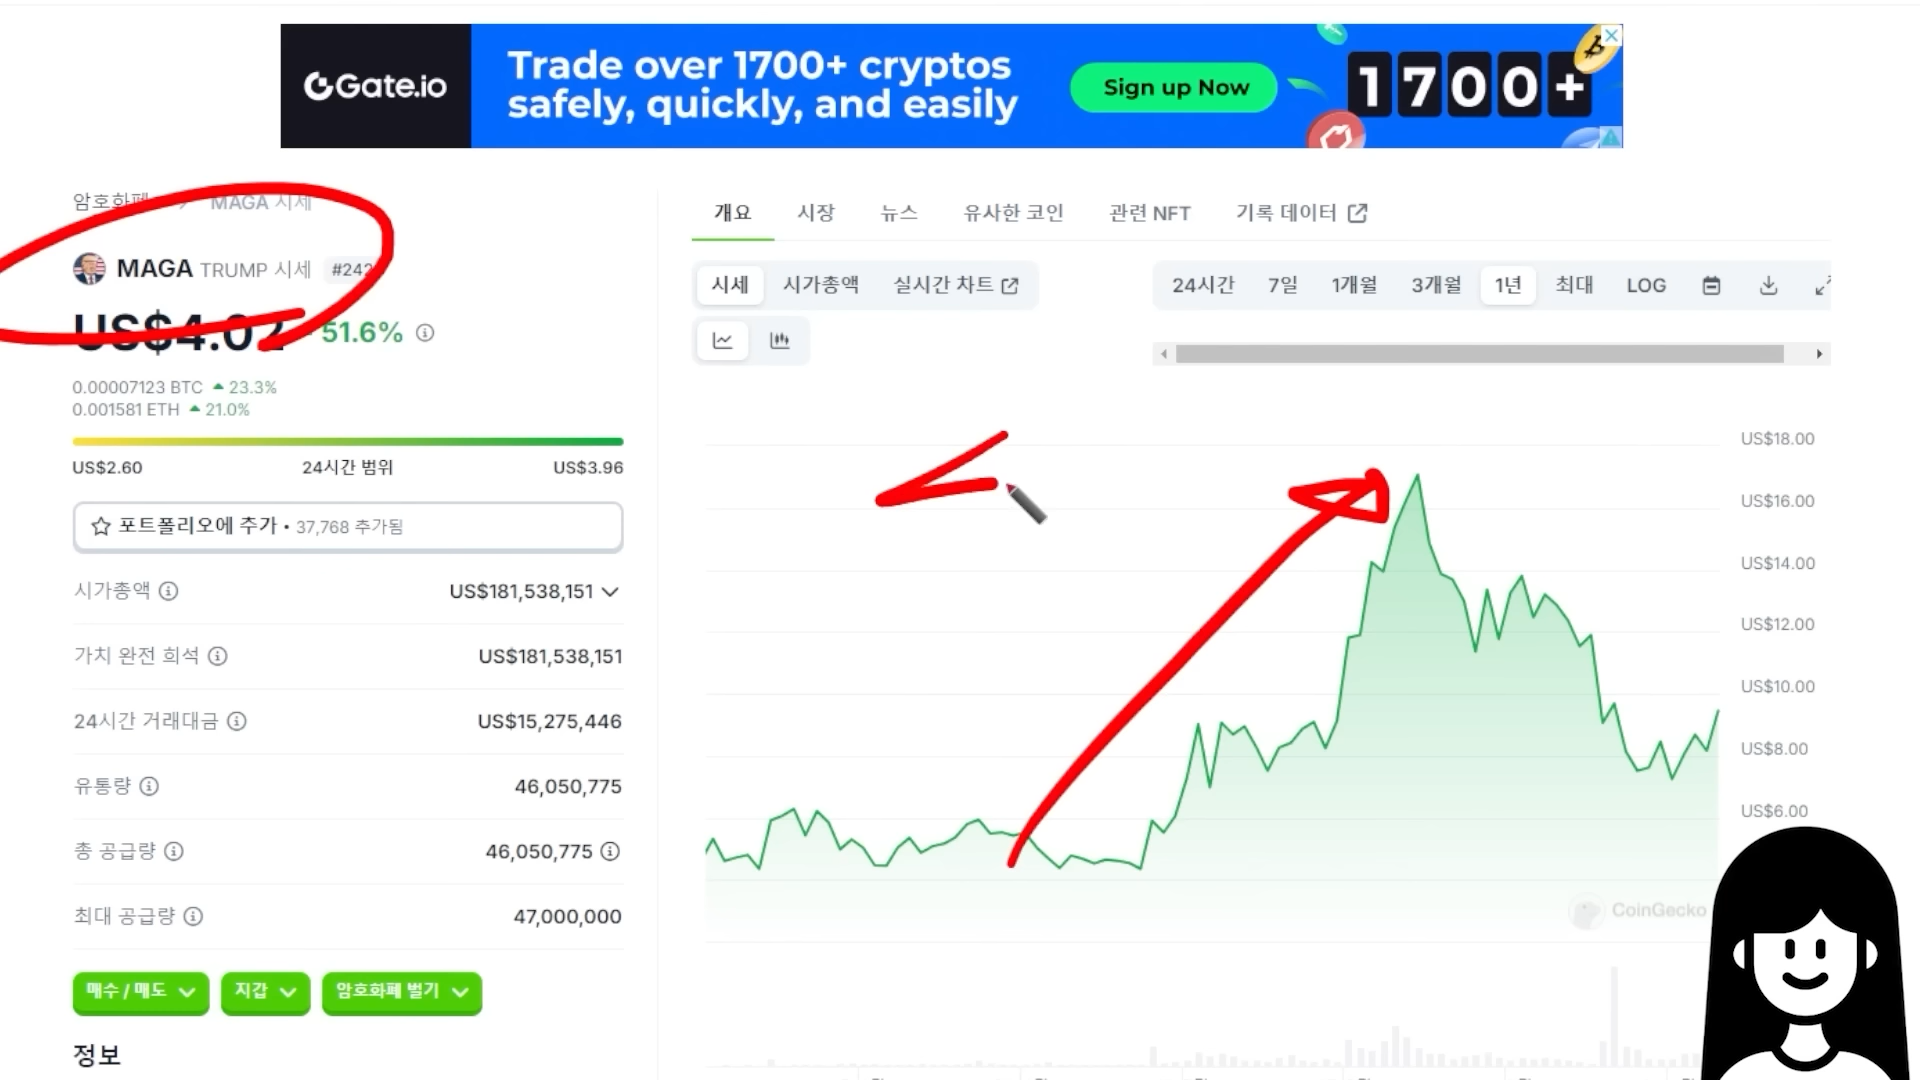 Gate.io
Trade over 1700+ cryptos
safely, quickly, and easily
Sign up Now
1700+
암호화폐 > MAGA 시세
MAGA TRUMP 시세 #242
US$4.02 51.6%
0.00007123 BTC 23.3%
0.001581 ETH 21.0%
US$2.60 24시간 범위 US$3.96
포트폴리오에 추가 • 37,768 추가됨
시가총액 US$181,538,151
가치 완전 희석 US$181,538,151
24시간 거래대금 US$15,275,446
유통량 46,050,775
총 공급량 46,050,775
최대 공급량 47,000,000
매수 / 매도 지갑 암호화폐 벌기
정보
개요 시장 뉴스 유사한 코인 관련 NFT 기록 데이터
시세 시가총액 실시간 차트 24시간 7일 1개월 3개월 1년 최대 LOG
US$18.00
US$16.00
US$14.00
US$12.00
US$10.00
US$8.00
US$6.00
CoinGecko